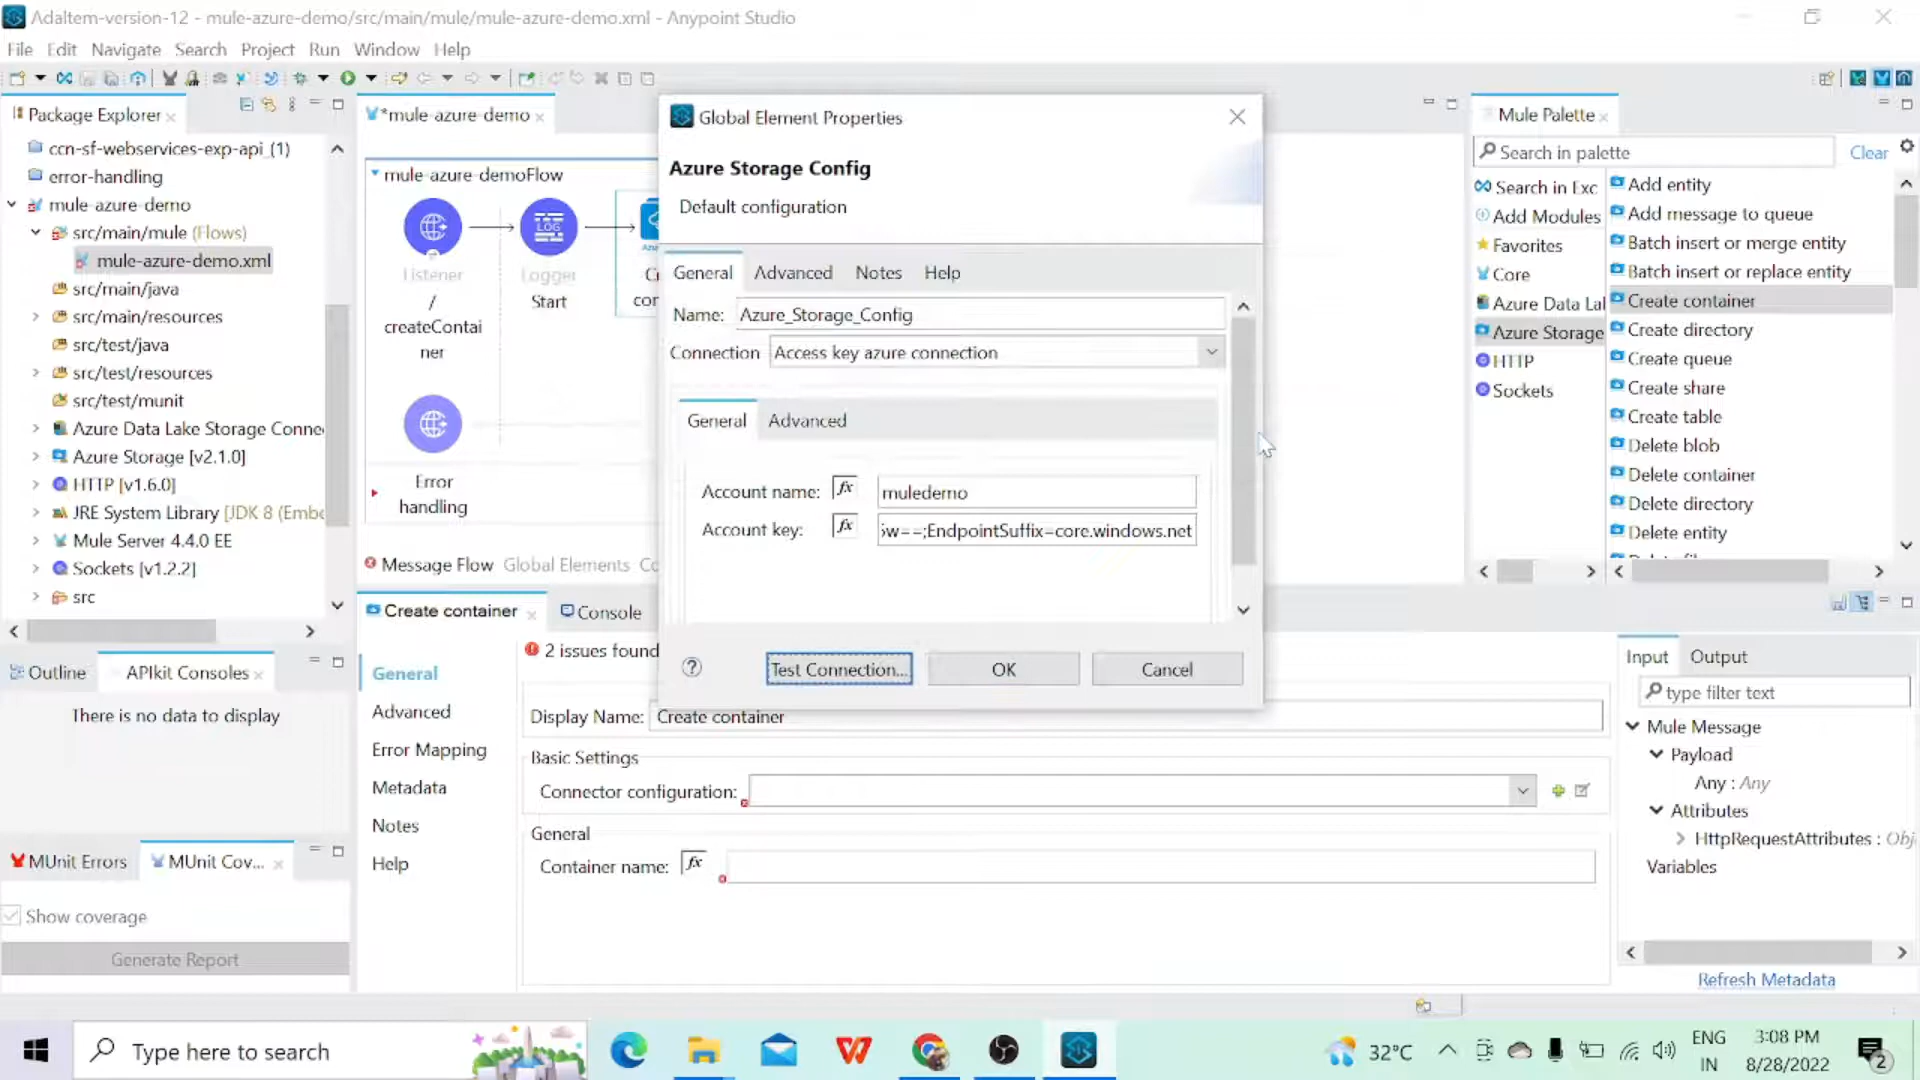 Adaltem-version-12 - mule-azure-demo/src/main/mule/mule-azure-demo.xml - Anypoint Studio
File Edit Navigate Search Project Run Window Help
Package Explorer
ccn-sf-webservices-exp-api_(1)
error-handling
mule-azure-demo
src/main/mule (Flows)
mule-azure-demo.xml
src/main/java
src/main/resources
src/test/java
src/test/resources
src/test/munit
Azure Data Lake Storage Conne
Azure Storage [v2.1.0]
HTTP [v1.6.0]
JRE System Library [JDK 8 (Embe
Mule Server 4.4.0 EE
Sockets [v1.2.2]
src
*mule-azure-demo
mule-azure-demoFlow
Listener
/
createContai
ner
LOG
Logger
Start
Error
handling
Message Flow Global Elements
Global Element Properties
Azure Storage Config
Default configuration
General Advanced Notes Help
Name: Azure_Storage_Config
Connection Access key azure connection
General Advanced
Account name: fx muledemo
Account key: fx w==;EndpointSuffix=core.windows.net
? Test Connection... OK Cancel
Mule Palette
Search in palette Clear
Search in Exc
Add Modules
Favorites
Core
Azure Data Lal
Azure Storage
HTTP
Sockets
Add entity
Add message to queue
Batch insert or merge entity
Batch insert or replace entity
Create container
Create directory
Create queue
Create share
Create table
Delete blob
Delete container
Delete directory
Delete entity
Outline APIkit Consoles
There is no data to display
MUnit Errors MUnit Cov...
Show coverage
Generate Report
Create container Console
General
Advanced
Error Mapping
Metadata
Notes
Help
2 issues found
Display Name: Create container
Basic Settings
Connector configuration:
General
Container name: fx
Input Output
type filter text
Mule Message
Payload
Any : Any
Attributes
HttpRequestAttributes : Obj
Variables
Refresh Metadata
Type here to search
32°C
ENG
IN
3:08 PM
8/28/2022
2